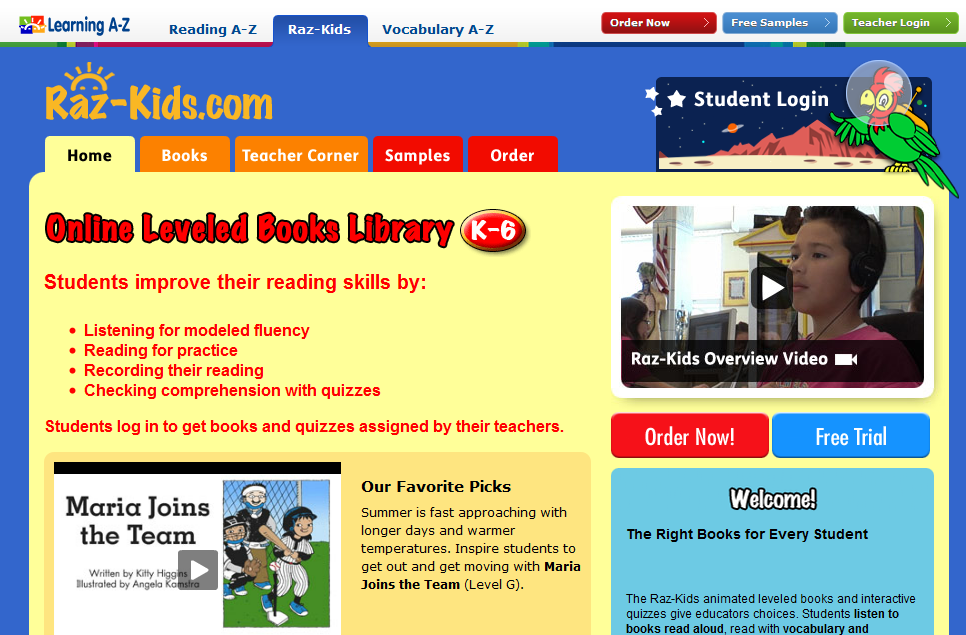 Learning A-Z
Reading A-Z
Raz-Kids
Vocabulary A-Z
Order Now
Free Samples
Teacher Login
Raz-Kids.com
Student Login
Home
Books
Teacher Corner
Samples
Order
Online Leveled Books Library K-6
Students improve their reading skills by:
• Listening for modeled fluency
• Reading for practice
• Recording their reading
• Checking comprehension with quizzes
Students log in to get books and quizzes assigned by their teachers.
Maria Joins
the Team
Written by Kitty Higgins
Illustrated by Angela Kamstra
Our Favorite Picks
Summer is fast approaching with
longer days and warmer
temperatures. Inspire students to
get out and get moving with Maria
Joins the Team (Level G).
Raz-Kids Overview Video
Order Now!
Free Trial
Welcome!
The Right Books for Every Student
The Raz-Kids animated leveled books and interactive
quizzes give educators choices. Students listen to
books read aloud, read with vocabulary and